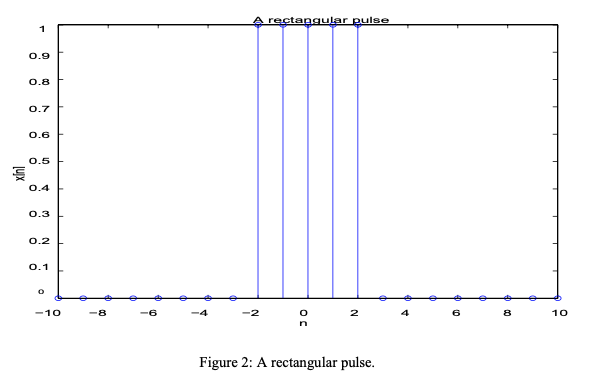 A rectangular pulse
1
0.9
0.8
0.7
0.6
0.5
0.4
0.3
0.2
0.1
0
x[n]
−10 −8 −6 −4 −2 0 2 4 6 8 10
n
Figure 2: A rectangular pulse.